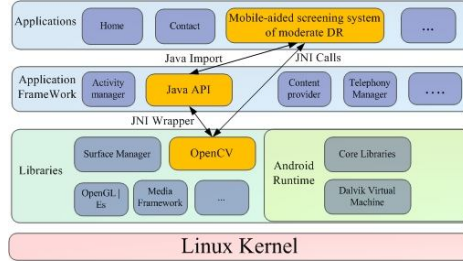 Applications
Home
Contact
Mobile-aided screening system
of moderate DR
...
Java Import
JNI Calls
Application
FrameWork
Activity
manager
Java API
Content
provider
Telephony
Manager
....
JNI Wrapper
Libraries
Surface Manager
OpenCV
OpenGL |
Es
Media
Framework
...
Android
Runtime
Core Libraries
Dalvik Virtual
Machine
Linux Kernel